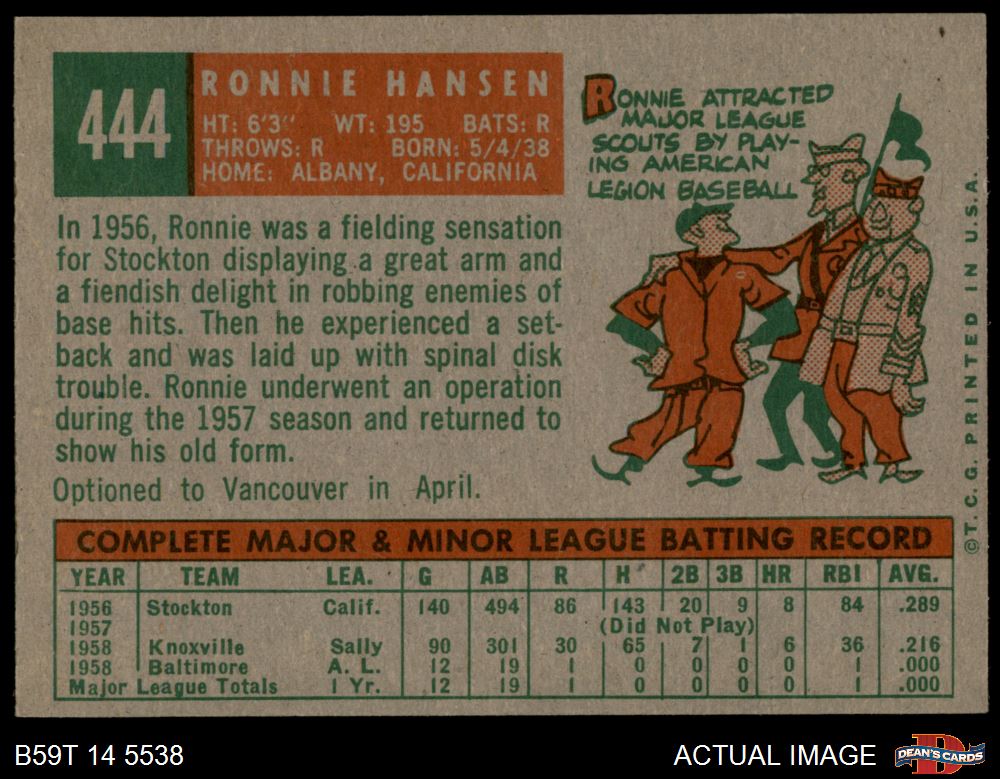 444
RONNIE HANSEN
HT: 6'3" WT: 195 BATS: R
THROWS: R BORN: 5/4/38
HOME: ALBANY, CALIFORNIA
In 1956, Ronnie was a fielding sensation
for Stockton displaying a great arm and
a fiendish delight in robbing enemies of
base hits. Then he experienced a set-
back and was laid up with spinal disk
trouble. Ronnie underwent an operation
during the 1957 season and returned to
show his old form.
Optioned to Vancouver in April.
RONNIE ATTRACTED
MAJOR LEAGUE
SCOUTS BY PLAY-
ING AMERICAN
LEGION BASEBALL
©T.C.G. PRINTED IN U.S.A.
COMPLETE MAJOR & MINOR LEAGUE BATTING RECORD
YEAR TEAM LEA. G AB R H 2B 3B HR RBI AVG.
1956 Stockton Calif. 140 494 86 143 20 9 8 84 .289
1957 (Did Not Play)
1958 Knoxville Sally 90 301 30 65 7 1 6 36 .216
1958 Baltimore A. L. 12 19 1 0 0 0 0 1 .000
Major League Totals 1 Yr. 12 19 1 0 0 0 0 1 .000
B59T 14 5538
ACTUAL IMAGE
DEAN'S CARDS